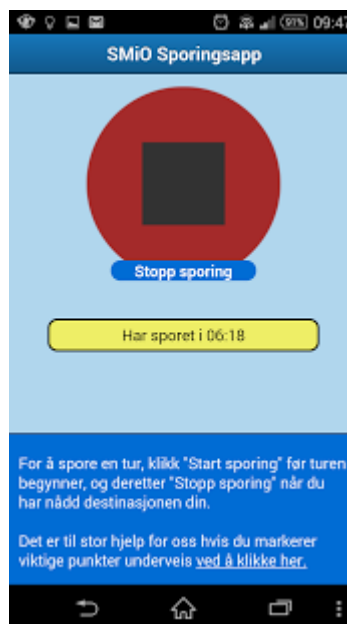 91% 09:47
SMiO Sporingsapp
Stopp sporing
Har sporet i 06:18
For å spore en tur, klikk "Start sporing" før turen
begynner, og deretter "Stopp sporing" når du
har nådd destinasjonen din.
Det er til stor hjelp for oss hvis du markerer
viktige punkter underveis ved å klikke her.